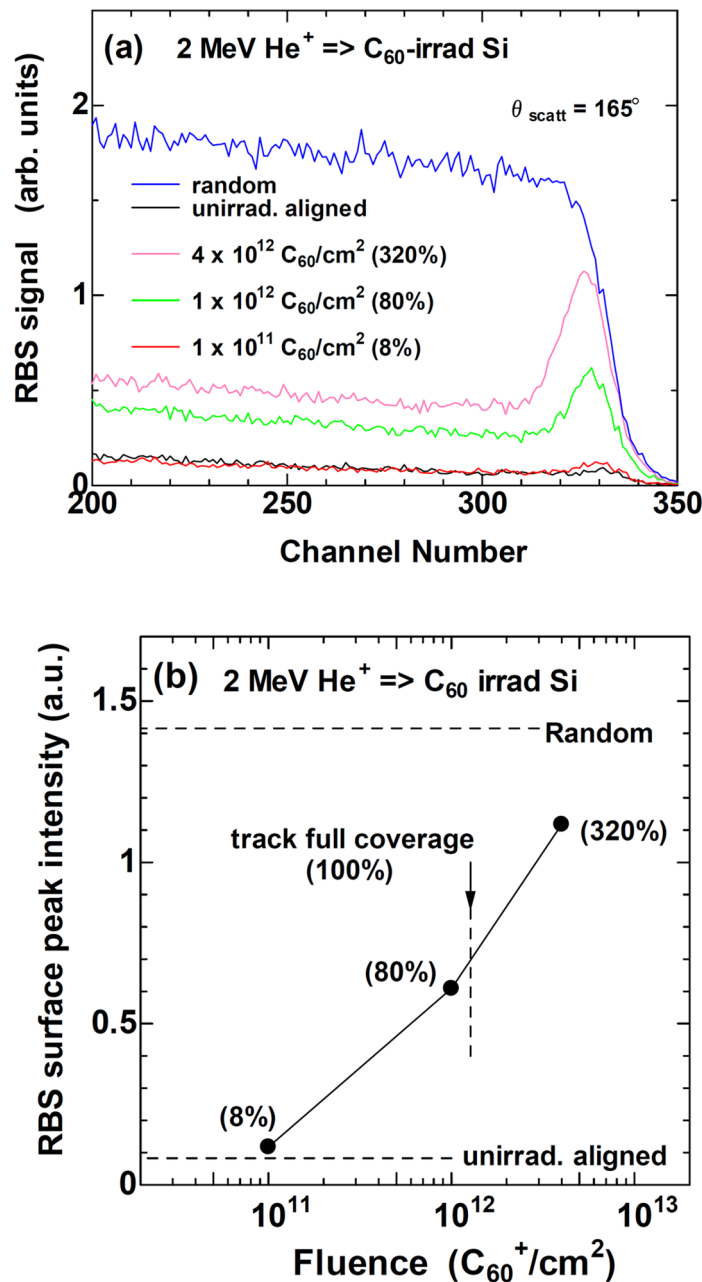 (a) 2 MeV He⁺ => C₆₀-irrad Si
θ scatt = 165°
RBS signal (arb. units)
2
1
0
random
unirrad. aligned
4 x 10¹² C₆₀/cm² (320%)
1 x 10¹² C₆₀/cm² (80%)
1 x 10¹¹ C₆₀/cm² (8%)
200 250 300 350
Channel Number
(b) 2 MeV He⁺ => C₆₀ irrad Si
RBS surface peak intensity (a.u.)
1.5
1
0.5
0
Random
track full coverage
(100%)
(320%)
(80%)
(8%)
unirrad. aligned
10¹¹ 10¹² 10¹³
Fluence (C₆₀⁺/cm²)